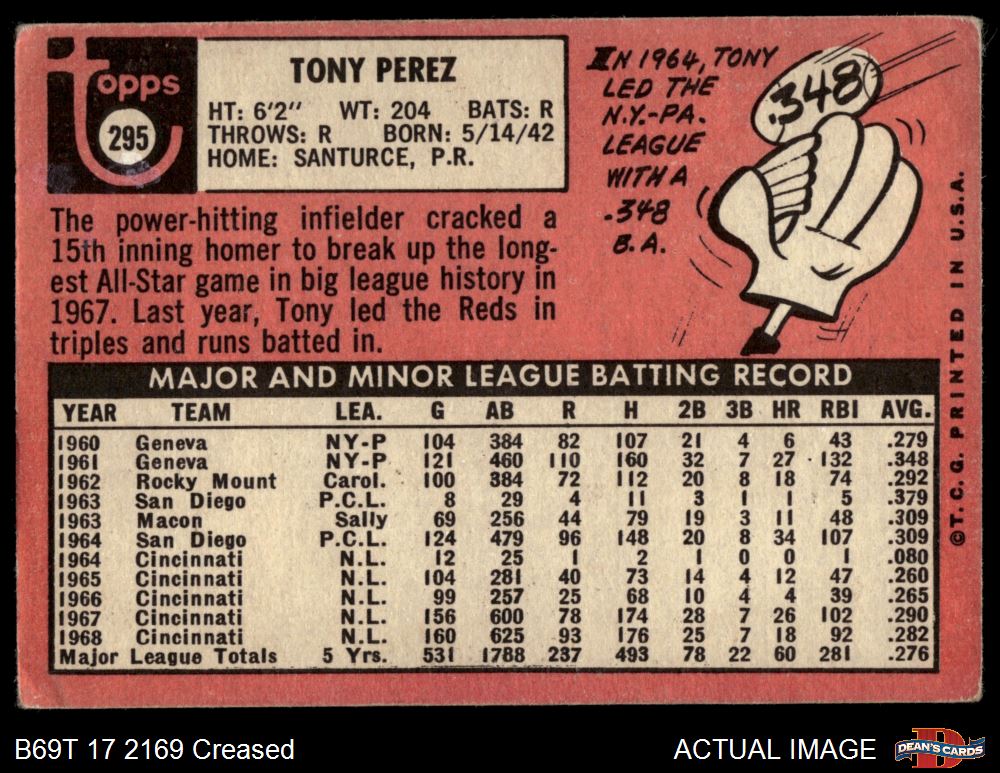 Topps
295
TONY PEREZ
HT: 6'2" WT: 204 BATS: R
THROWS: R BORN: 5/14/42
HOME: SANTURCE, P.R.
IN 1964, TONY
LED THE
N.Y.-PA.
LEAGUE
WITH A
.348
B.A.
.348
The power-hitting infielder cracked a
15th inning homer to break up the long-
est All-Star game in big league history in
1967. Last year, Tony led the Reds in
triples and runs batted in.
MAJOR AND MINOR LEAGUE BATTING RECORD
YEAR TEAM LEA. G AB R H 2B 3B HR RBI AVG.
1960 Geneva NY-P 104 384 82 107 21 4 6 43 .279
1961 Geneva NY-P 121 460 110 160 32 7 27 132 .348
1962 Rocky Mount Carol. 100 384 72 112 20 8 18 74 .292
1963 San Diego P.C.L. 8 29 4 11 3 1 1 5 .379
1963 Macon Sally 69 256 44 79 19 3 11 48 .309
1964 San Diego P.C.L. 124 479 96 148 20 8 34 107 .309
1964 Cincinnati N.L. 12 25 1 2 1 0 0 1 .080
1965 Cincinnati N.L. 104 281 40 73 14 4 12 47 .260
1966 Cincinnati N.L. 99 257 25 68 10 4 4 39 .265
1967 Cincinnati N.L. 156 600 78 174 28 7 26 102 .290
1968 Cincinnati N.L. 160 625 93 176 25 7 18 92 .282
Major League Totals 5 Yrs. 531 1788 237 493 78 22 60 281 .276
©T.C.G. PRINTED IN U.S.A.
B69T 17 2169 Creased
ACTUAL IMAGE
D
DEAN'S CARDS